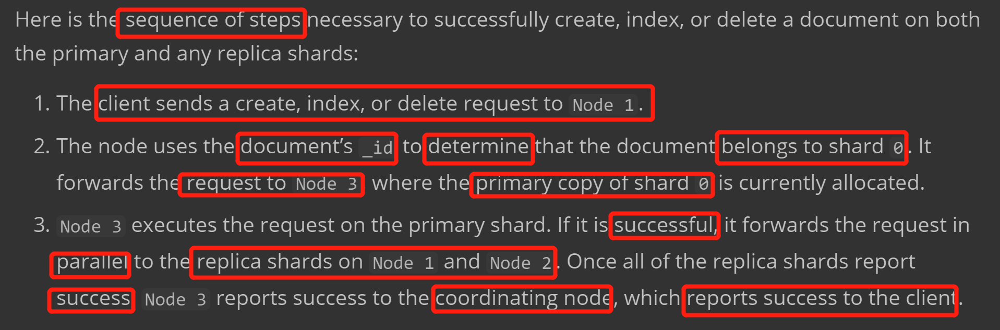 Here is the sequence of steps necessary to successfully create, index, or delete a document on both
the primary and any replica shards:
1. The client sends a create, index, or delete request to Node 1.
2. The node uses the document’s _id to determine that the document belongs to shard 0. It
forwards the request to Node 3 where the primary copy of shard 0 is currently allocated.
3. Node 3 executes the request on the primary shard. If it is successful, it forwards the request in
parallel to the replica shards on Node 1 and Node 2. Once all of the replica shards report
success Node 3 reports success to the coordinating node, which reports success to the client.